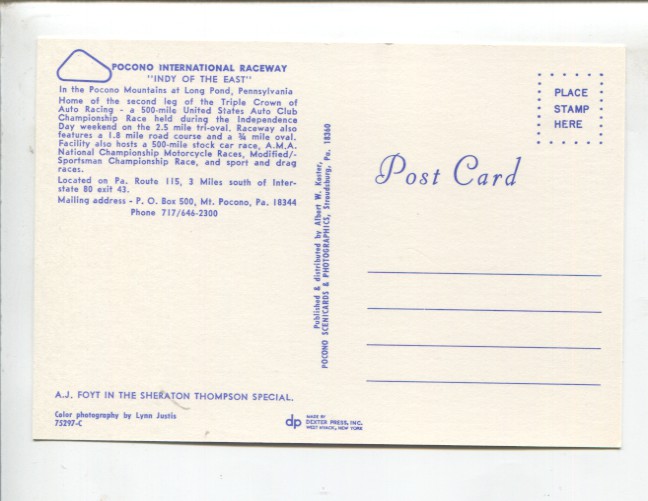 POCONO INTERNATIONAL RACEWAY
"INDY OF THE EAST"
In the Pocono Mountains at Long Pond, Pennsylvania
Home of the second leg of the Triple Crown of
Auto Racing - a 500-mile United States Auto Club
Championship Race held during the Independence
Day weekend on the 2.5 mile tri-oval. Raceway also
features a 1.8 mile road course and a ¾ mile oval.
Facility also hosts a 500-mile stock car race, A.M.A.
National Championship Motorcycle Races, Modified/-
Sportsman Championship Race, and sport and drag
races.
Located on Pa. Route 115, 3 Miles south of Inter-
state 80 exit 43.
Mailing address - P. O. Box 500, Mt. Pocono, Pa. 18344
Phone 717/646-2300
A.J. FOYT IN THE SHERATON THOMPSON SPECIAL.
Color photography by Lynn Justis
75297-C
Published & distributed by Albert W. Koster,
POCONO SCENICARDS & PHOTOGRAPHICS, Stroudsburg, Pa. 18360
dp
MADE BY
DEXTER PRESS, INC.
WEST NYACK, NEW YORK
Post Card
PLACE
STAMP
HERE